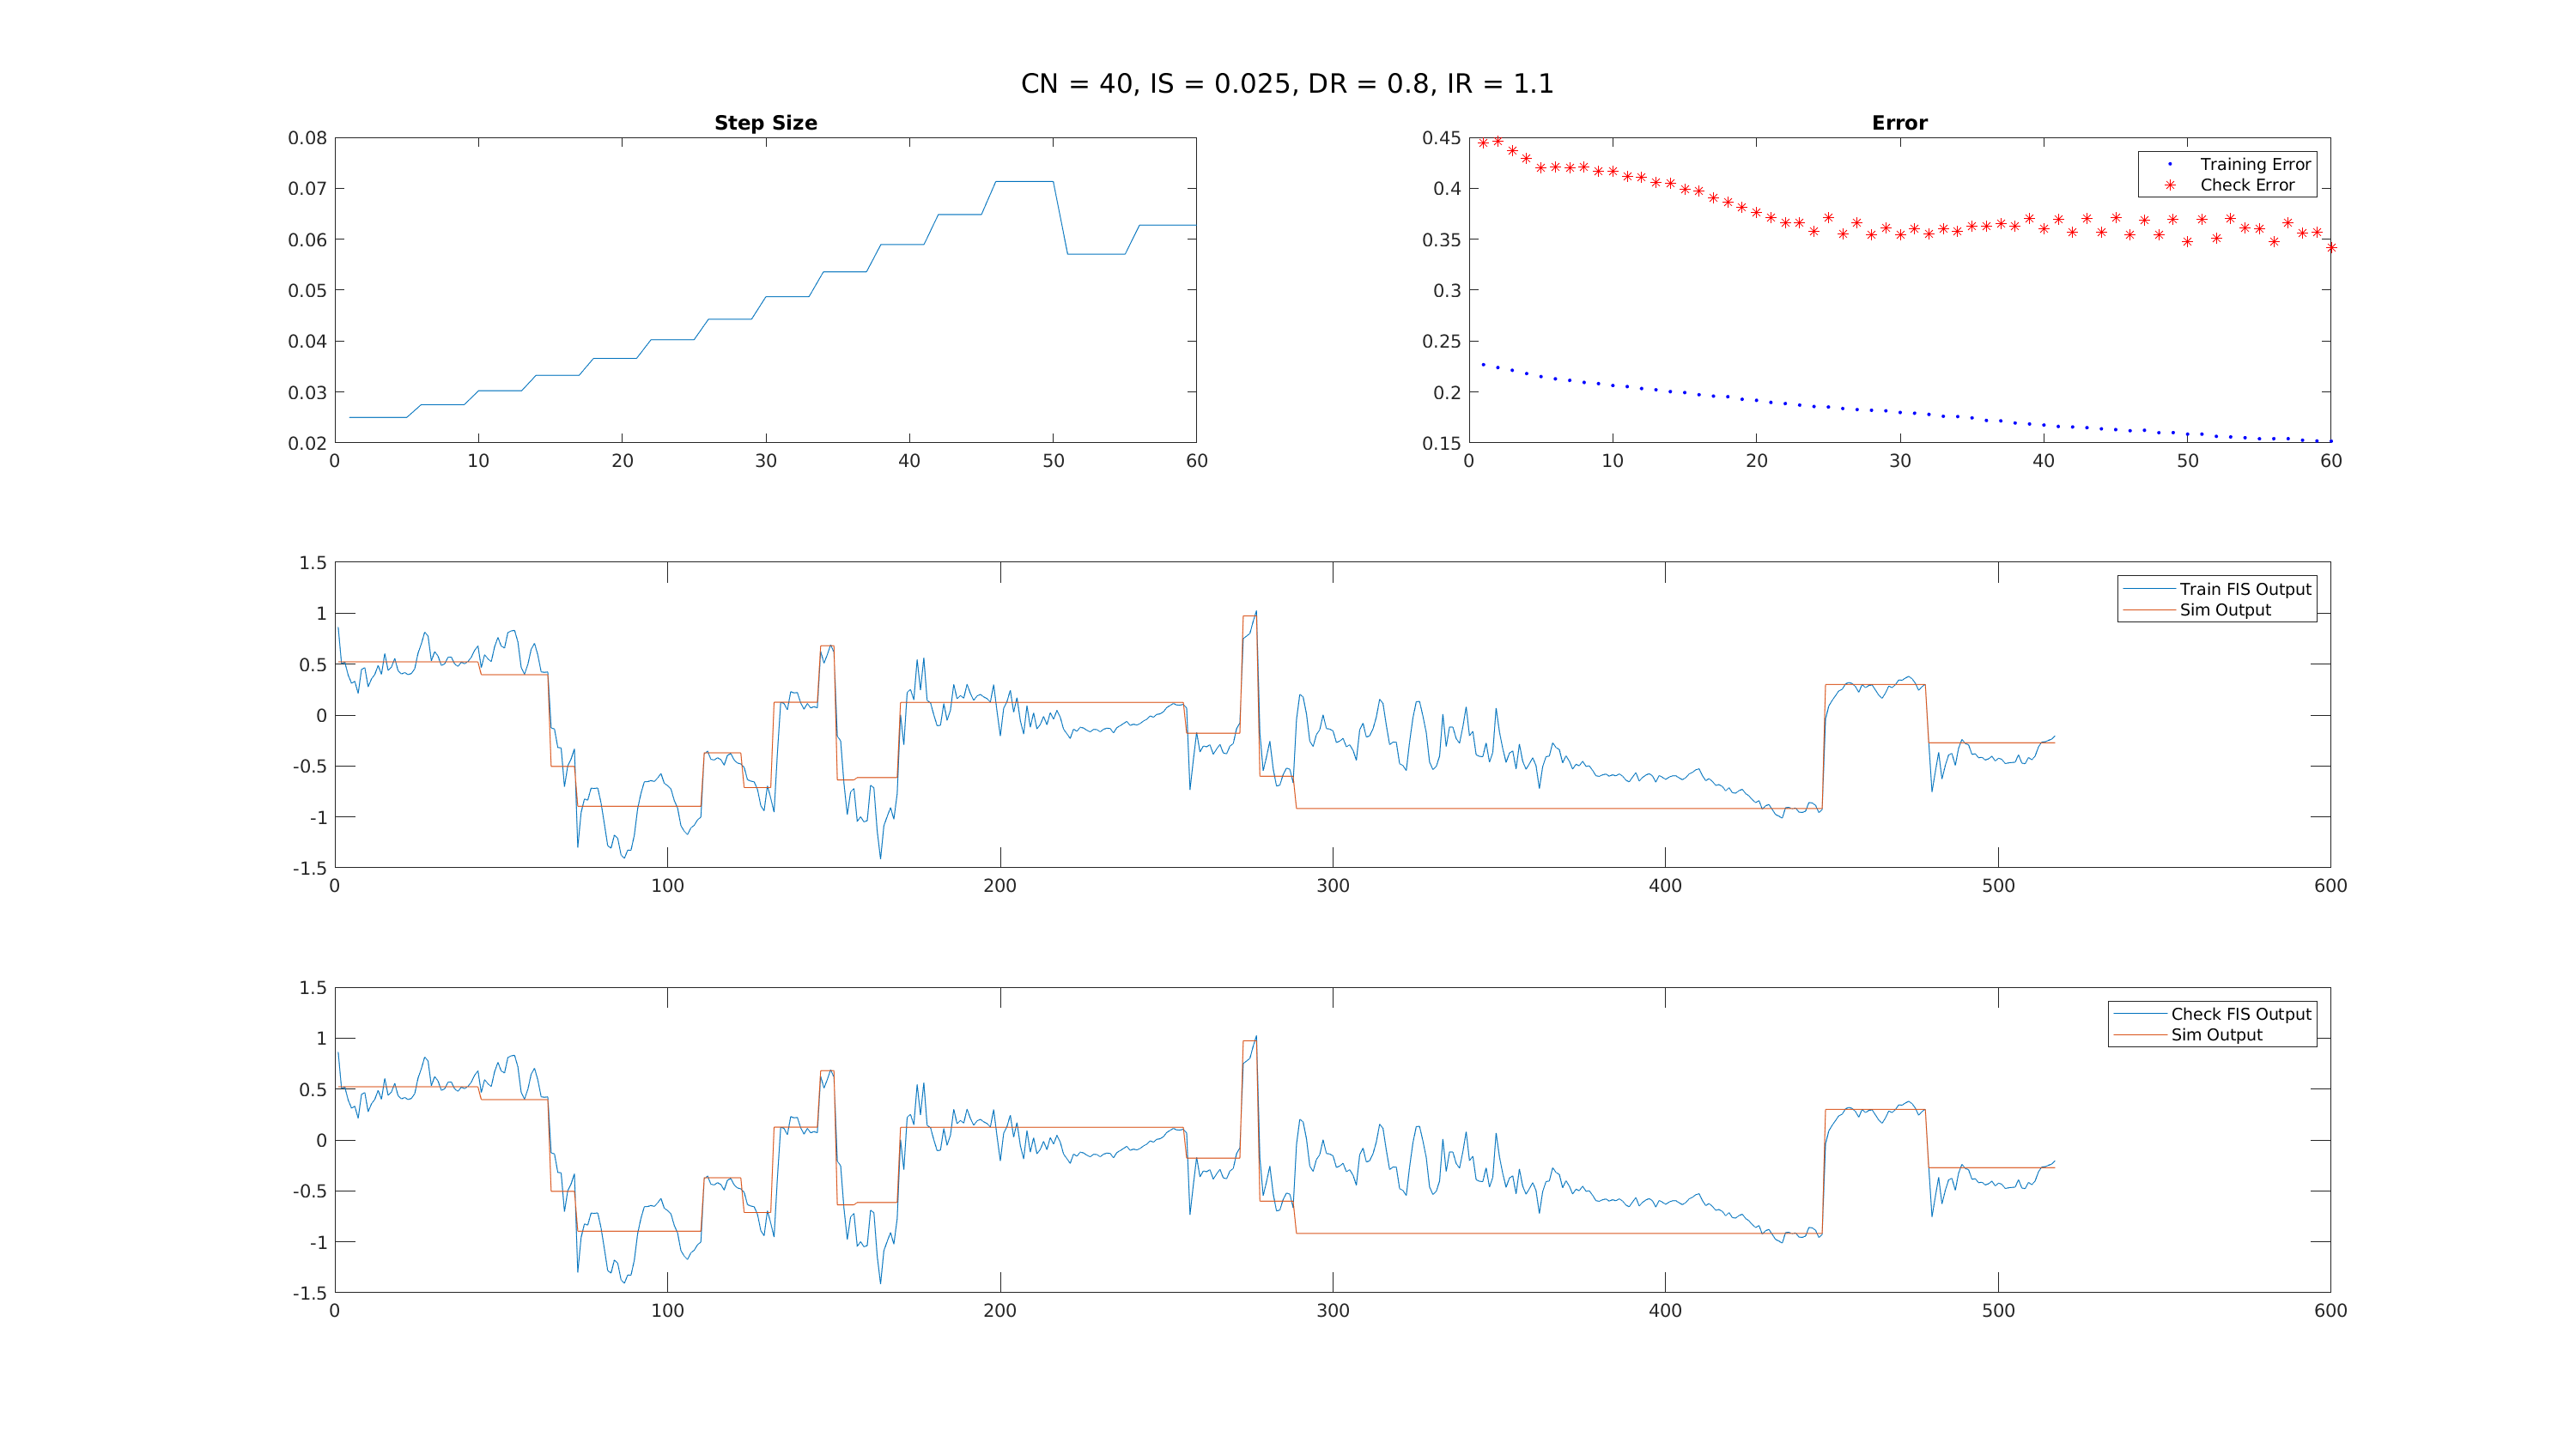 CN = 40, IS = 0.025, DR = 0.8, IR = 1.1
Step Size
0.08
0.07
0.06
0.05
0.04
0.03
0.02
0 10 20 30 40 50 60
Error
0.45
0.4
0.35
0.3
0.25
0.2
0.15
0 10 20 30 40 50 60
Training Error
Check Error
1.5
1
0.5
0
-0.5
-1
-1.5
0 100 200 300 400 500 600
Train FIS Output
Sim Output
1.5
1
0.5
0
-0.5
-1
-1.5
0 100 200 300 400 500 600
Check FIS Output
Sim Output